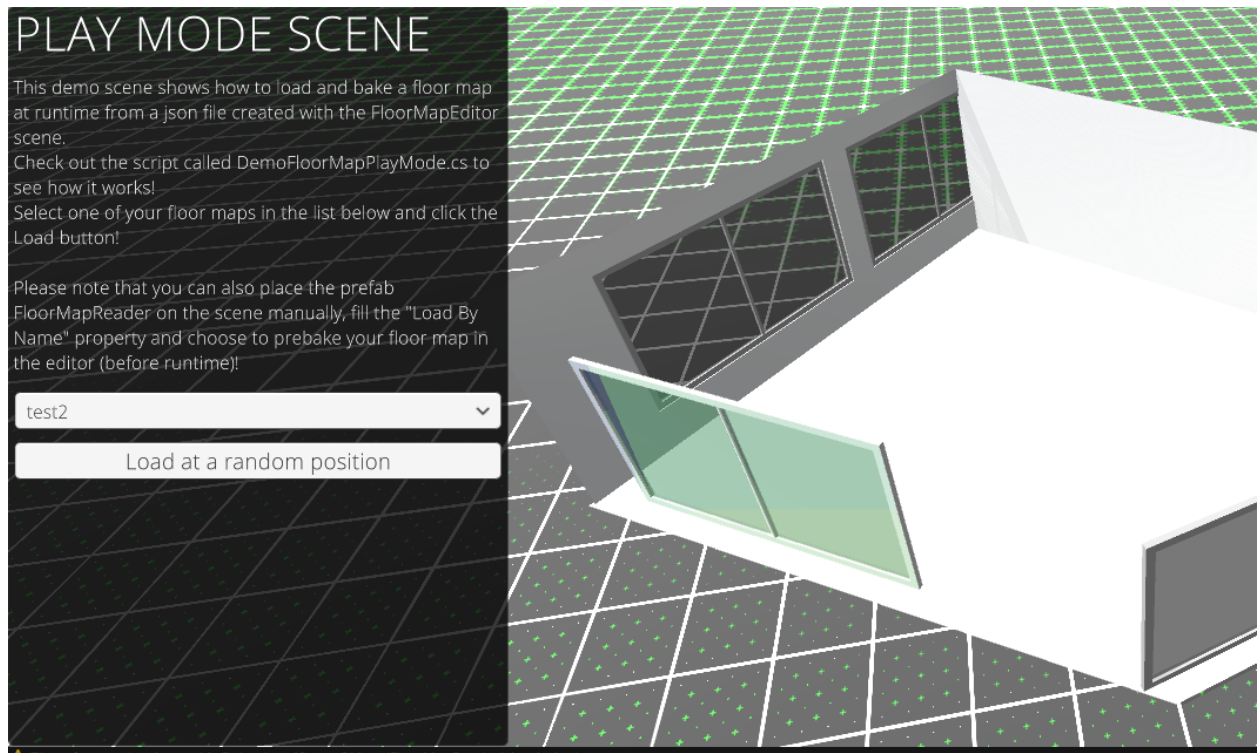 PLAY MODE SCENE
This demo scene shows how to load and bake a floor map
at runtime from a json file created with the FloorMapEditor
scene.
Check out the script called DemoFloorMapPlayMode.cs to
see how it works!
Select one of your floor maps in the list below and click the
Load button!
Please note that you can also place the prefab
FloorMapReader on the scene manually, fill the "Load By
Name" property and choose to prebake your floor map in
the editor (before runtime)!
test2
Load at a random position